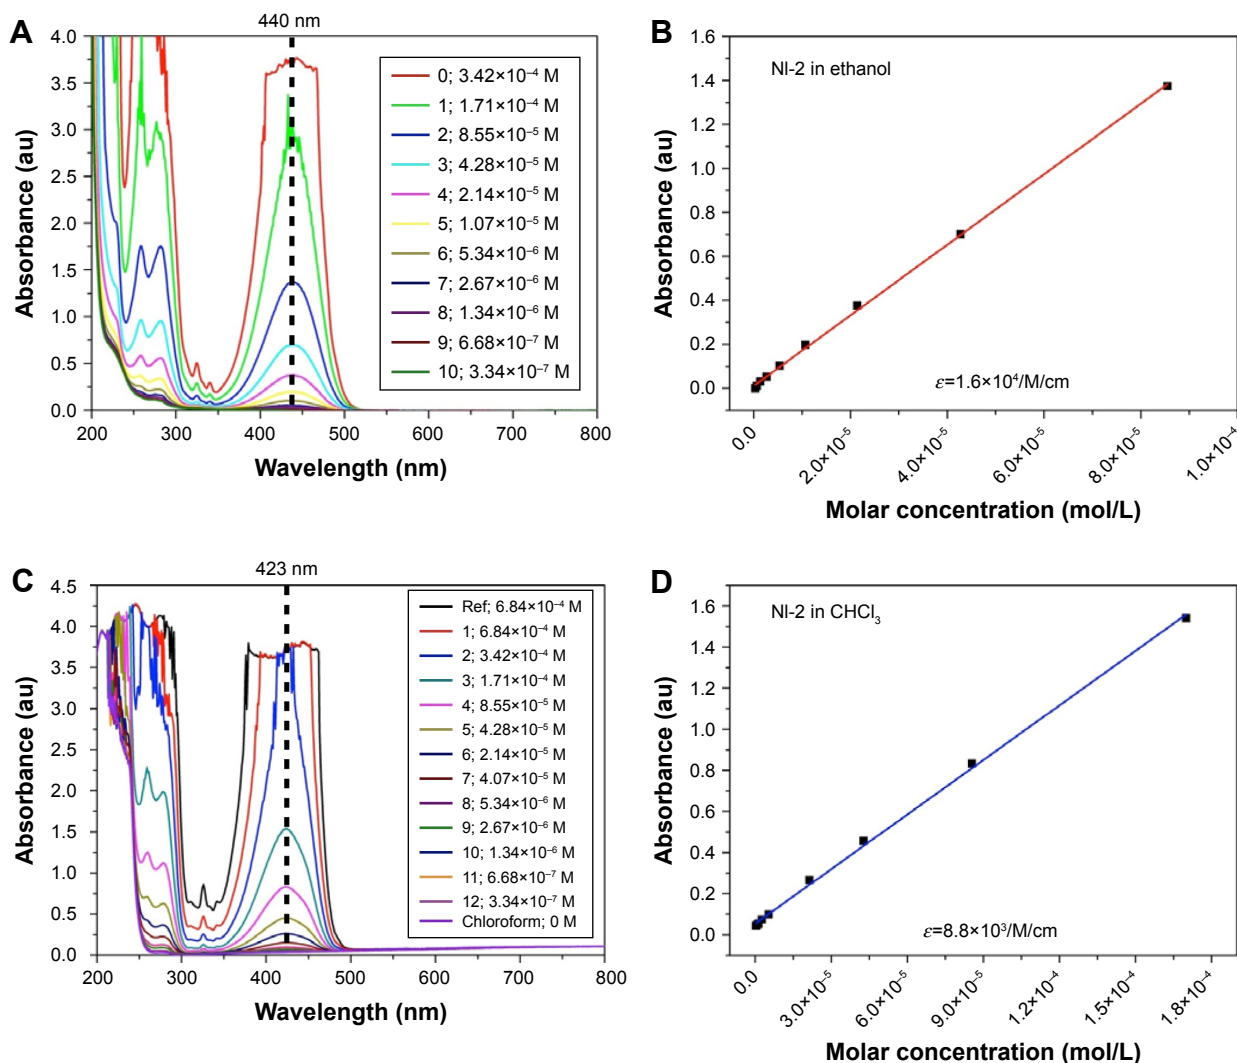 A
440 nm
4.0
3.5
3.0
2.5
2.0
1.5
1.0
0.5
0.0
Absorbance (au)
0; 3.42×10⁻⁴ M
1; 1.71×10⁻⁴ M
2; 8.55×10⁻⁵ M
3; 4.28×10⁻⁵ M
4; 2.14×10⁻⁵ M
5; 1.07×10⁻⁵ M
6; 5.34×10⁻⁶ M
7; 2.67×10⁻⁶ M
8; 1.34×10⁻⁶ M
9; 6.68×10⁻⁷ M
10; 3.34×10⁻⁷ M
200 300 400 500 600 700 800
Wavelength (nm)
B
1.6
1.4
1.2
1.0
0.8
0.6
0.4
0.2
0.0
Absorbance (au)
NI-2 in ethanol
ε=1.6×10⁴/M/cm
0.0 2.0×10⁻⁵ 4.0×10⁻⁵ 6.0×10⁻⁵ 8.0×10⁻⁵ 1.0×10⁻⁴
Molar concentration (mol/L)
C
423 nm
4.5
4.0
3.5
3.0
2.5
2.0
1.5
1.0
0.5
0.0
Absorbance (au)
Ref; 6.84×10⁻⁴ M
1; 6.84×10⁻⁴ M
2; 3.42×10⁻⁴ M
3; 1.71×10⁻⁴ M
4; 8.55×10⁻⁵ M
5; 4.28×10⁻⁵ M
6; 2.14×10⁻⁵ M
7; 4.07×10⁻⁵ M
8; 5.34×10⁻⁶ M
9; 2.67×10⁻⁶ M
10; 1.34×10⁻⁶ M
11; 6.68×10⁻⁷ M
12; 3.34×10⁻⁷ M
Chloroform; 0 M
200 300 400 500 600 700 800
Wavelength (nm)
D
1.6
1.4
1.2
1.0
0.8
0.6
0.4
0.2
0.0
Absorbance (au)
NI-2 in CHCl₃
ε=8.8×10³/M/cm
0.0 3.0×10⁻⁵ 6.0×10⁻⁵ 9.0×10⁻⁵ 1.2×10⁻⁴ 1.5×10⁻⁴ 1.8×10⁻⁴
Molar concentration (mol/L)